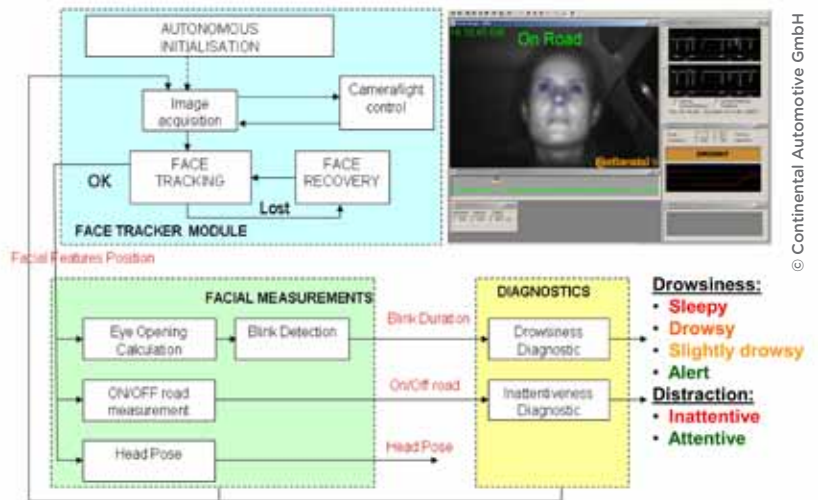 AUTONOMOUS
INITIALISATION
Image
acquisition
Camera/light
control
FACE
TRACKING
FACE
RECOVERY
OK
Lost
FACE TRACKER MODULE
On Road
Continental
© Continental Automotive GmbH
Facial Features Position
FACIAL MEASUREMENTS
Eye Opening
Calculation
Blink Detection
ON/OFF road
measurement
Head Pose
Blink Duration
On/Off road
Head Pose
DIAGNOSTICS
Drowsiness
Diagnostic
Inattentiveness
Diagnostic
Drowsiness:
• Sleepy
• Drowsy
• Slightly drowsy
• Alert
Distraction:
• Inattentive
• Attentive